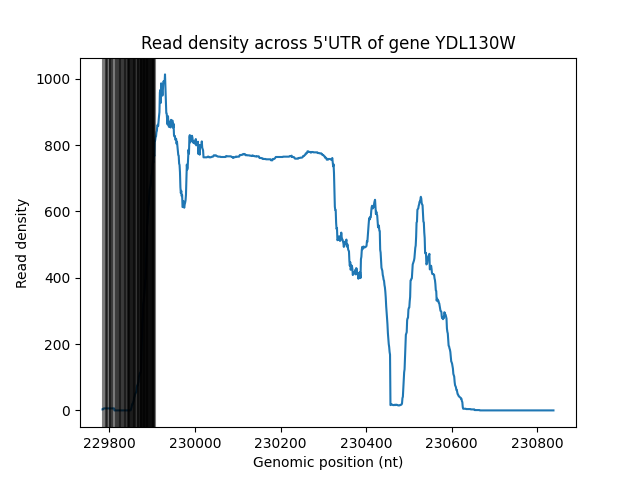 Read density across 5'UTR of gene YDL130W
1000
800
600
400
200
0
Read density
229800 230000 230200 230400 230600 230800
Genomic position (nt)